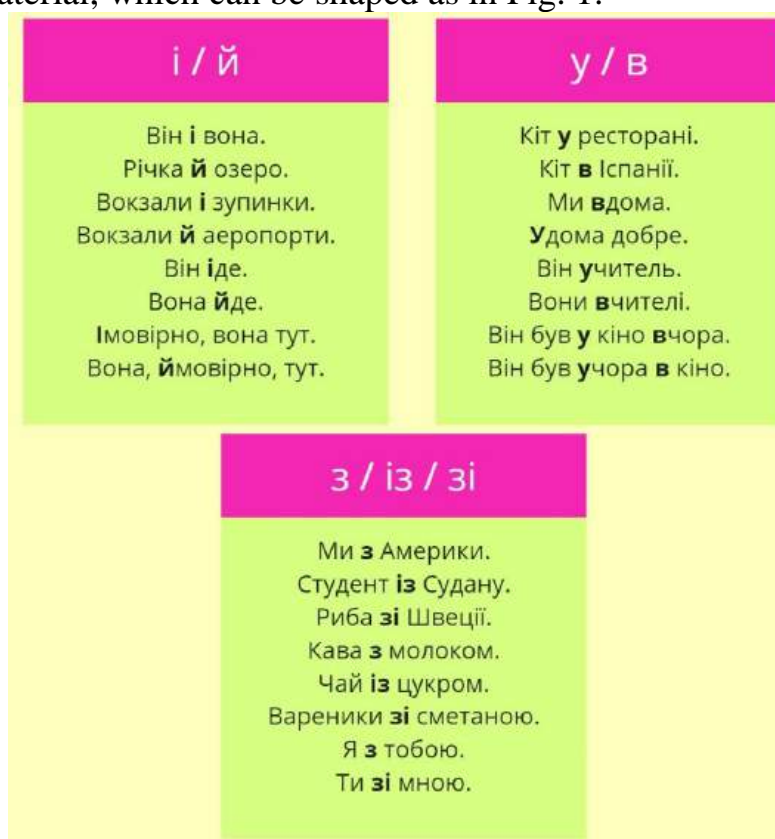 aterial, which can be shaped as in Fig. 1.
і / й
Він і вона.
Річка й озеро.
Вокзали і зупинки.
Вокзали й аеропорти.
Він іде.
Вона йде.
Імовірно, вона тут.
Вона, ймовірно, тут.
у / в
Кіт у ресторані.
Кіт в Іспанії.
Ми вдома.
Удома добре.
Він учитель.
Вони вчителі.
Він був у кіно вчора.
Він був учора в кіно.
з / із / зі
Ми з Америки.
Студент із Судану.
Риба зі Швеції.
Кава з молоком.
Чай із цукром.
Вареники зі сметаною.
Я з тобою.
Ти зі мною.